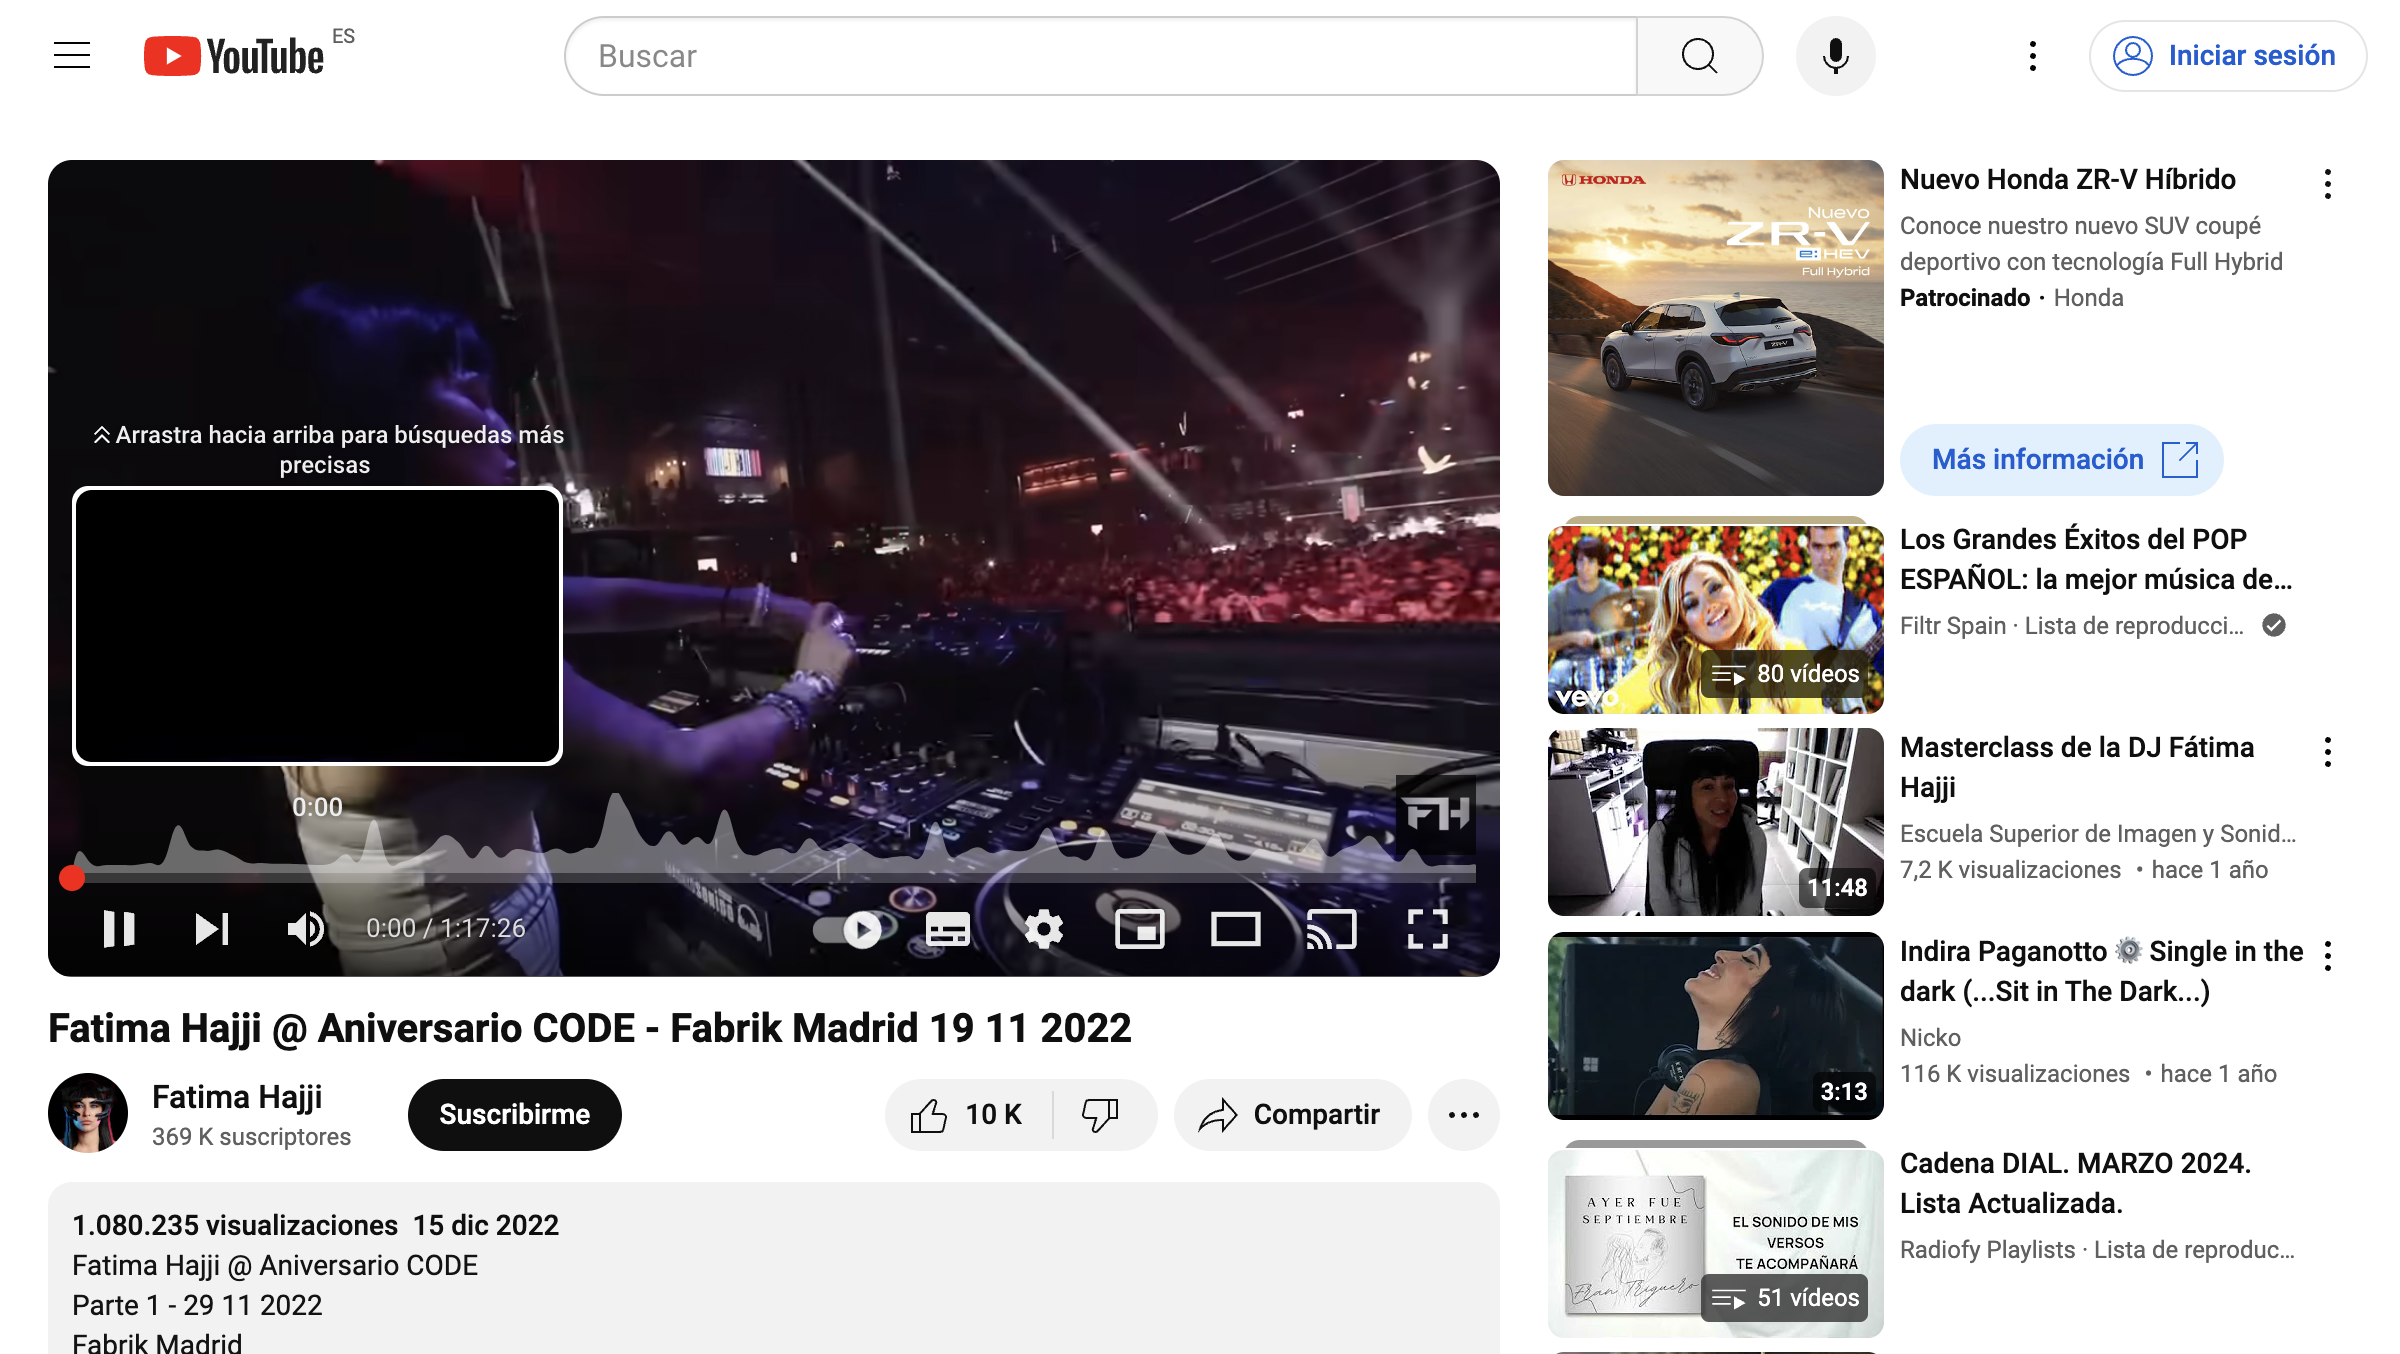 YouTube ES
Buscar
Iniciar sesión
Arrastra hacia arriba para búsquedas más
precisas
0:00
FH
0:00 / 1:17:26
Fatima Hajji @ Aniversario CODE - Fabrik Madrid 19 11 2022
Fatima Hajji
369 K suscriptores
Suscribirme
10 K
Compartir
1.080.235 visualizaciones 15 dic 2022
Fatima Hajji @ Aniversario CODE
Parte 1 - 29 11 2022
Fabrik Madrid
HONDA
Nuevo
ZR-V
e:HEV
Full Hybrid
ZR-V
Nuevo Honda ZR-V Híbrido
Conoce nuestro nuevo SUV coupé
deportivo con tecnología Full Hybrid
Patrocinado · Honda
Más información
vevo
80 vídeos
Los Grandes Éxitos del POP
ESPAÑOL: la mejor música de...
Filtr Spain · Lista de reproducci...
11:48
Masterclass de la DJ Fátima
Hajji
Escuela Superior de Imagen y Sonid...
7,2 K visualizaciones • hace 1 año
3:13
Indira Paganotto ⚙️ Single in the
dark (...Sit in The Dark...)
Nicko
116 K visualizaciones • hace 1 año
AYER FUE
SEPTIEMBRE
Fran Triguero
EL SONIDO DE MIS
VERSOS
TE ACOMPAÑARÁ
51 vídeos
Cadena DIAL. MARZO 2024.
Lista Actualizada.
Radiofy Playlists · Lista de reproduc...